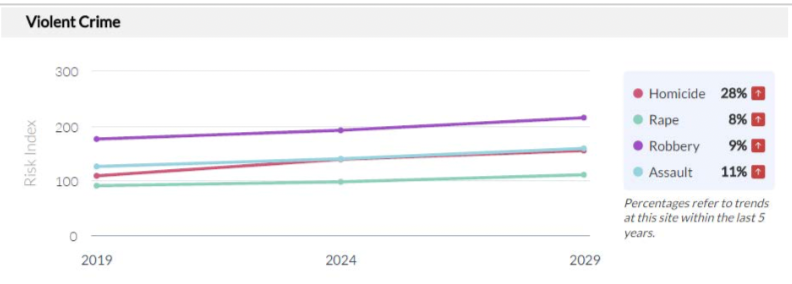 Violent Crime
300
200
100
0
Risk Index
2019
2024
2029
Homicide 28%
Rape 8%
Robbery 9%
Assault 11%
Percentages refer to trends
at this site within the last 5
years.